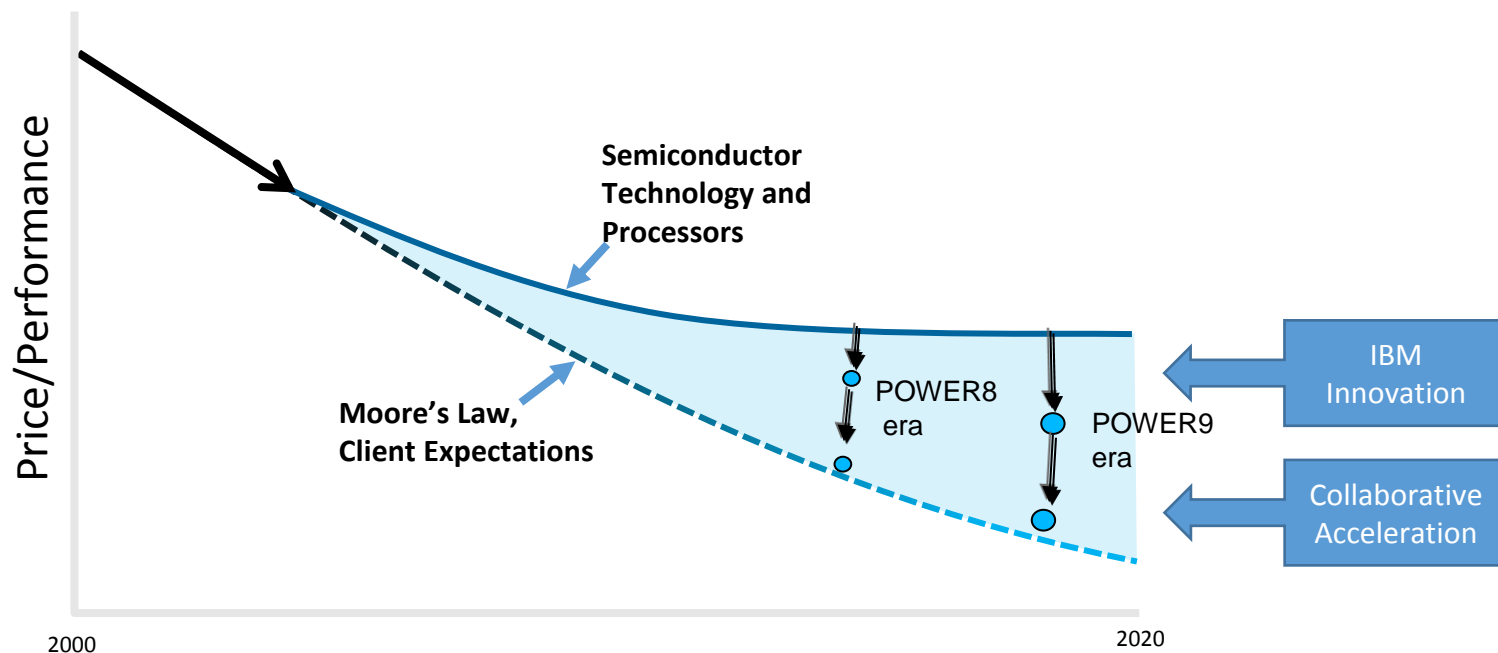 Price/Performance
Semiconductor
Technology and
Processors
Moore’s Law,
Client Expectations
POWER8
era
POWER9
era
IBM
Innovation
Collaborative
Acceleration
2000
2020